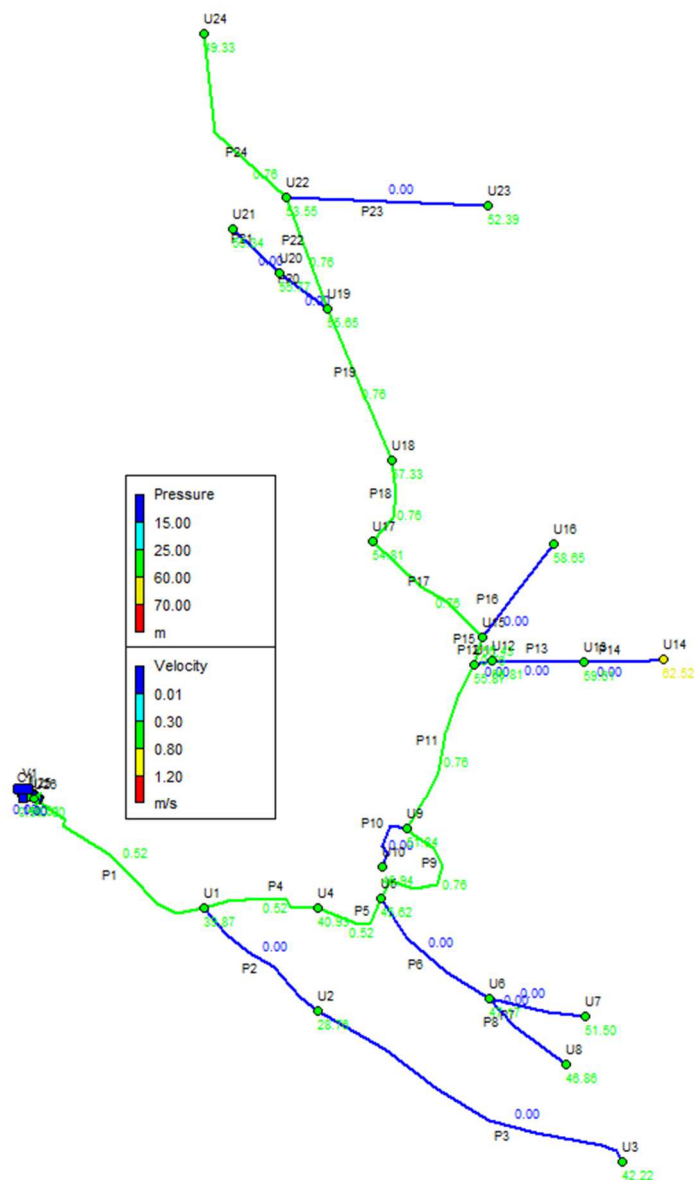 U24
49.33
P24
0.76
U22
53.55
0.00
P23
U23
52.39
U21
P22
0.76
U20
0.00
U19
55.65
P19
0.76
U18
57.33
P18
0.76
U17
54.81
P17
0.76
U16
58.65
P16
0.00
U15
P15
U12
P13
0.00
P14
0.00
U14
62.52
P11
0.76
Pressure
15.00
25.00
60.00
70.00
m
Velocity
0.01
0.30
0.80
1.20
m/s
P10
U9
P9
0.76
U10
P1
0.52
U1
P4
0.52
U4
40.93
P5
0.52
P2
0.00
U2
P6
0.00
U6
0.00
U7
51.50
P8
U8
46.86
P3
0.00
U3
42.22